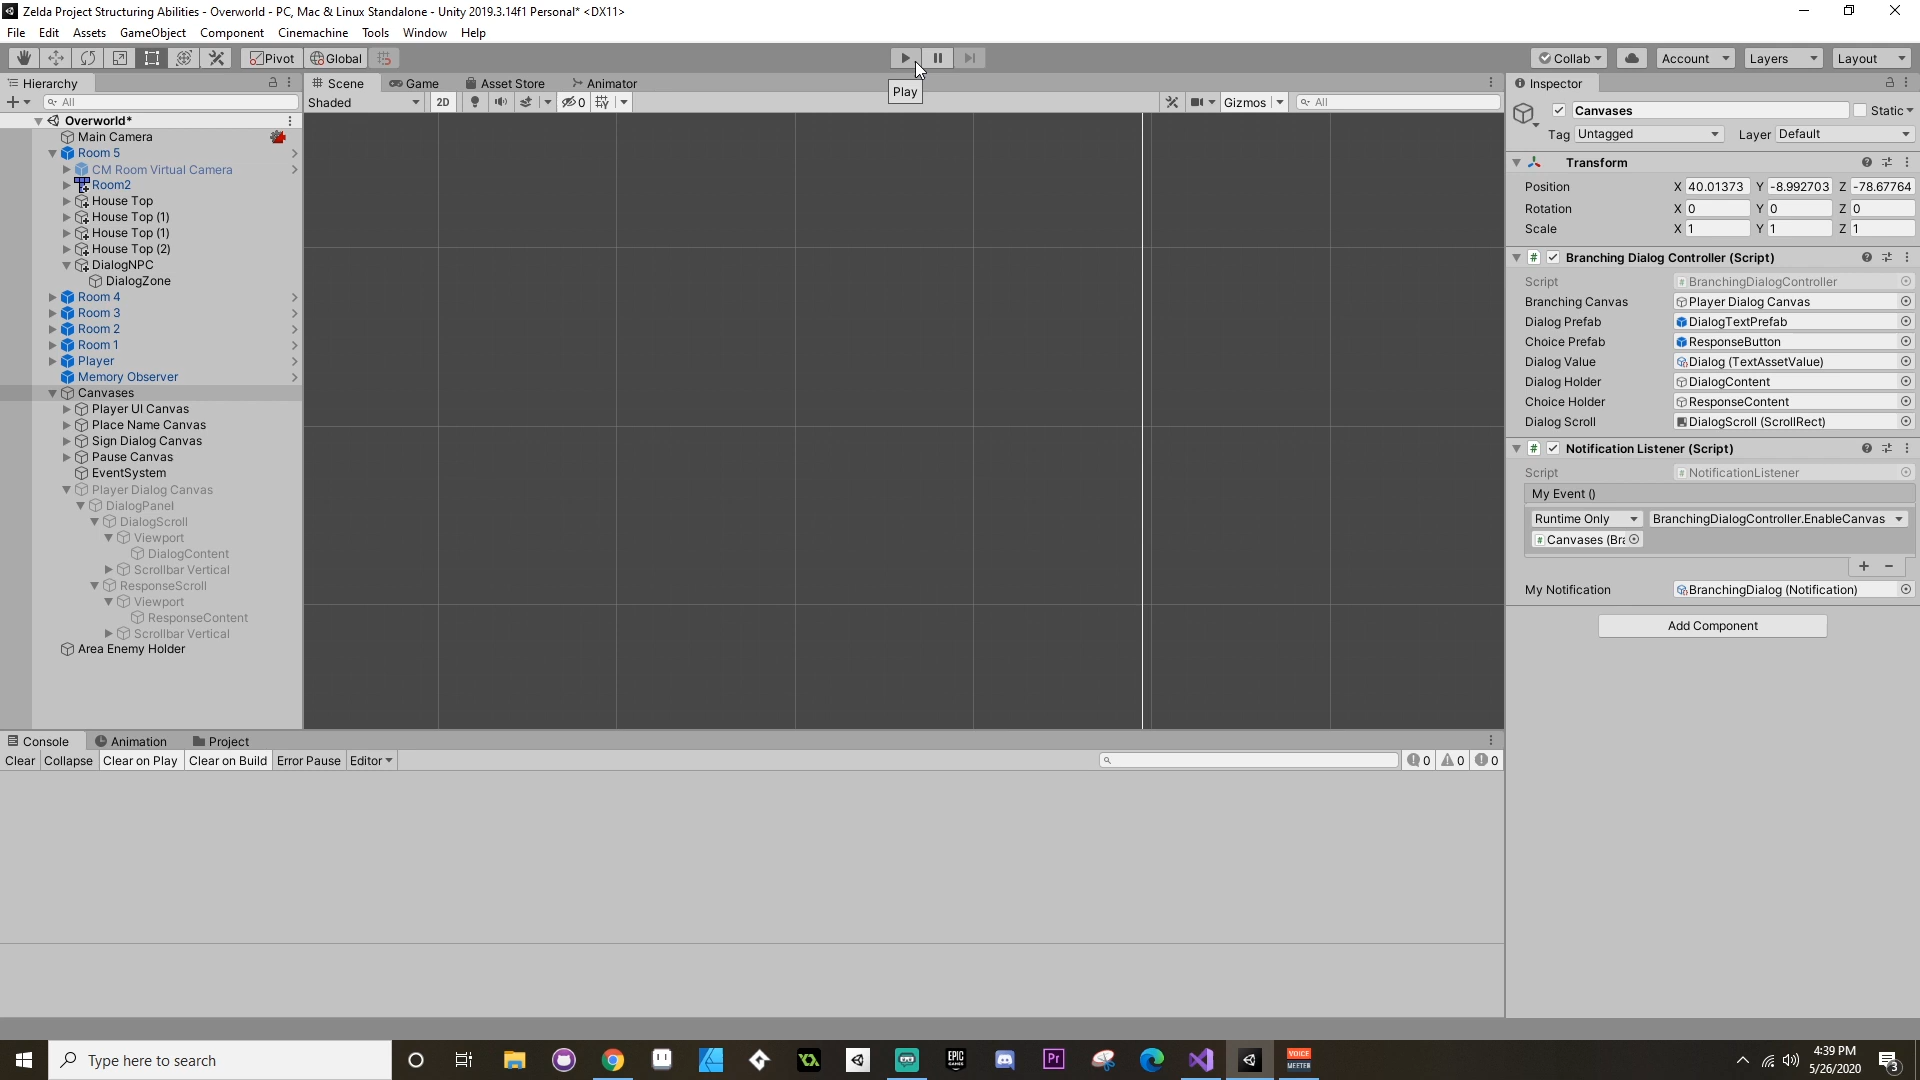 Zelda Project Structuring Abilities - Overworld - PC, Mac & Linux Standalone - Unity 2019.3.14f1 Personal* <DX11>
File Edit Assets GameObject Component Cinemachine Tools Window Help
Pivot Global Collab Account Layers Layout
Hierarchy Scene Game Asset Store Animator Play Inspector
All Shaded 2D 0 Gizmos All
Overworld*
Main Camera
Room 5
CM Room Virtual Camera
Room2
House Top
House Top (1)
House Top (1)
House Top (2)
DialogNPC
DialogZone
Room 4
Room 3
Room 2
Room 1
Player
Memory Observer
Canvases
Player UI Canvas
Place Name Canvas
Sign Dialog Canvas
Pause Canvas
EventSystem
Player Dialog Canvas
DialogPanel
DialogScroll
Viewport
DialogContent
Scrollbar Vertical
ResponseScroll
Viewport
ResponseContent
Scrollbar Vertical
Area Enemy Holder
Canvases Static
Tag Untagged Layer Default
Transform
Position X 40.01373 Y -8.992703 Z -78.67764
Rotation X 0 Y 0 Z 0
Scale X 1 Y 1 Z 1
Branching Dialog Controller (Script)
Script BranchingDialogController
Branching Canvas Player Dialog Canvas
Dialog Prefab DialogTextPrefab
Choice Prefab ResponseButton
Dialog Value Dialog (TextAssetValue)
Dialog Holder DialogContent
Choice Holder ResponseContent
Dialog Scroll DialogScroll (ScrollRect)
Notification Listener (Script)
Script NotificationListener
My Event ()
Runtime Only BranchingDialogController.EnableCanvas
Canvases (Bra
My Notification BranchingDialog (Notification)
Add Component
Console Animation Project
Clear Collapse Clear on Play Clear on Build Error Pause Editor 0 0 0
Type here to search
EPIC GAMES
Pr
VOICE MEETER
4:39 PM
5/26/2020
3